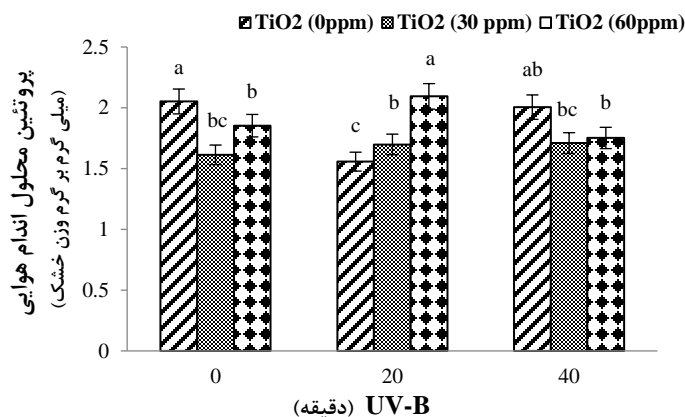 TiO2 (0ppm) TiO2 (30 ppm) TiO2 (60ppm)
پروتئین محلول اندام هوایی
(میلی گرم بر گرم وزن خشک)
2.5
2
1.5
1
0.5
0
a bc b
c b a
ab bc b
0 20 40
UV-B (دقیقه)